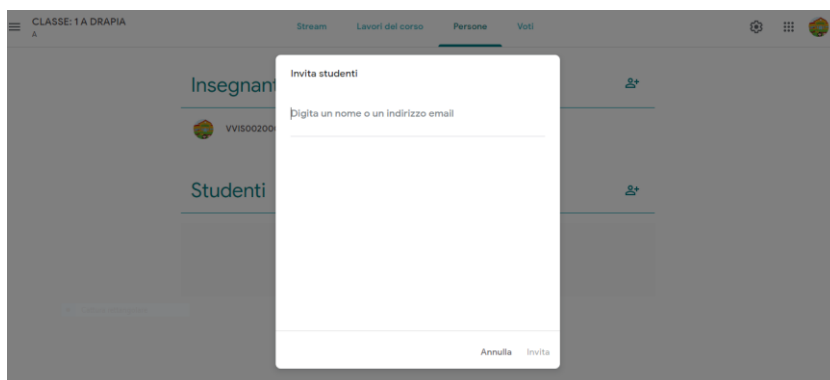 CLASSE: 1 A DRAPIA
A
Stream Lavori del corso Persone Voti
Invita studenti
Insegnant
Digita un nome o un indirizzo email
Studenti
Annulla Invita